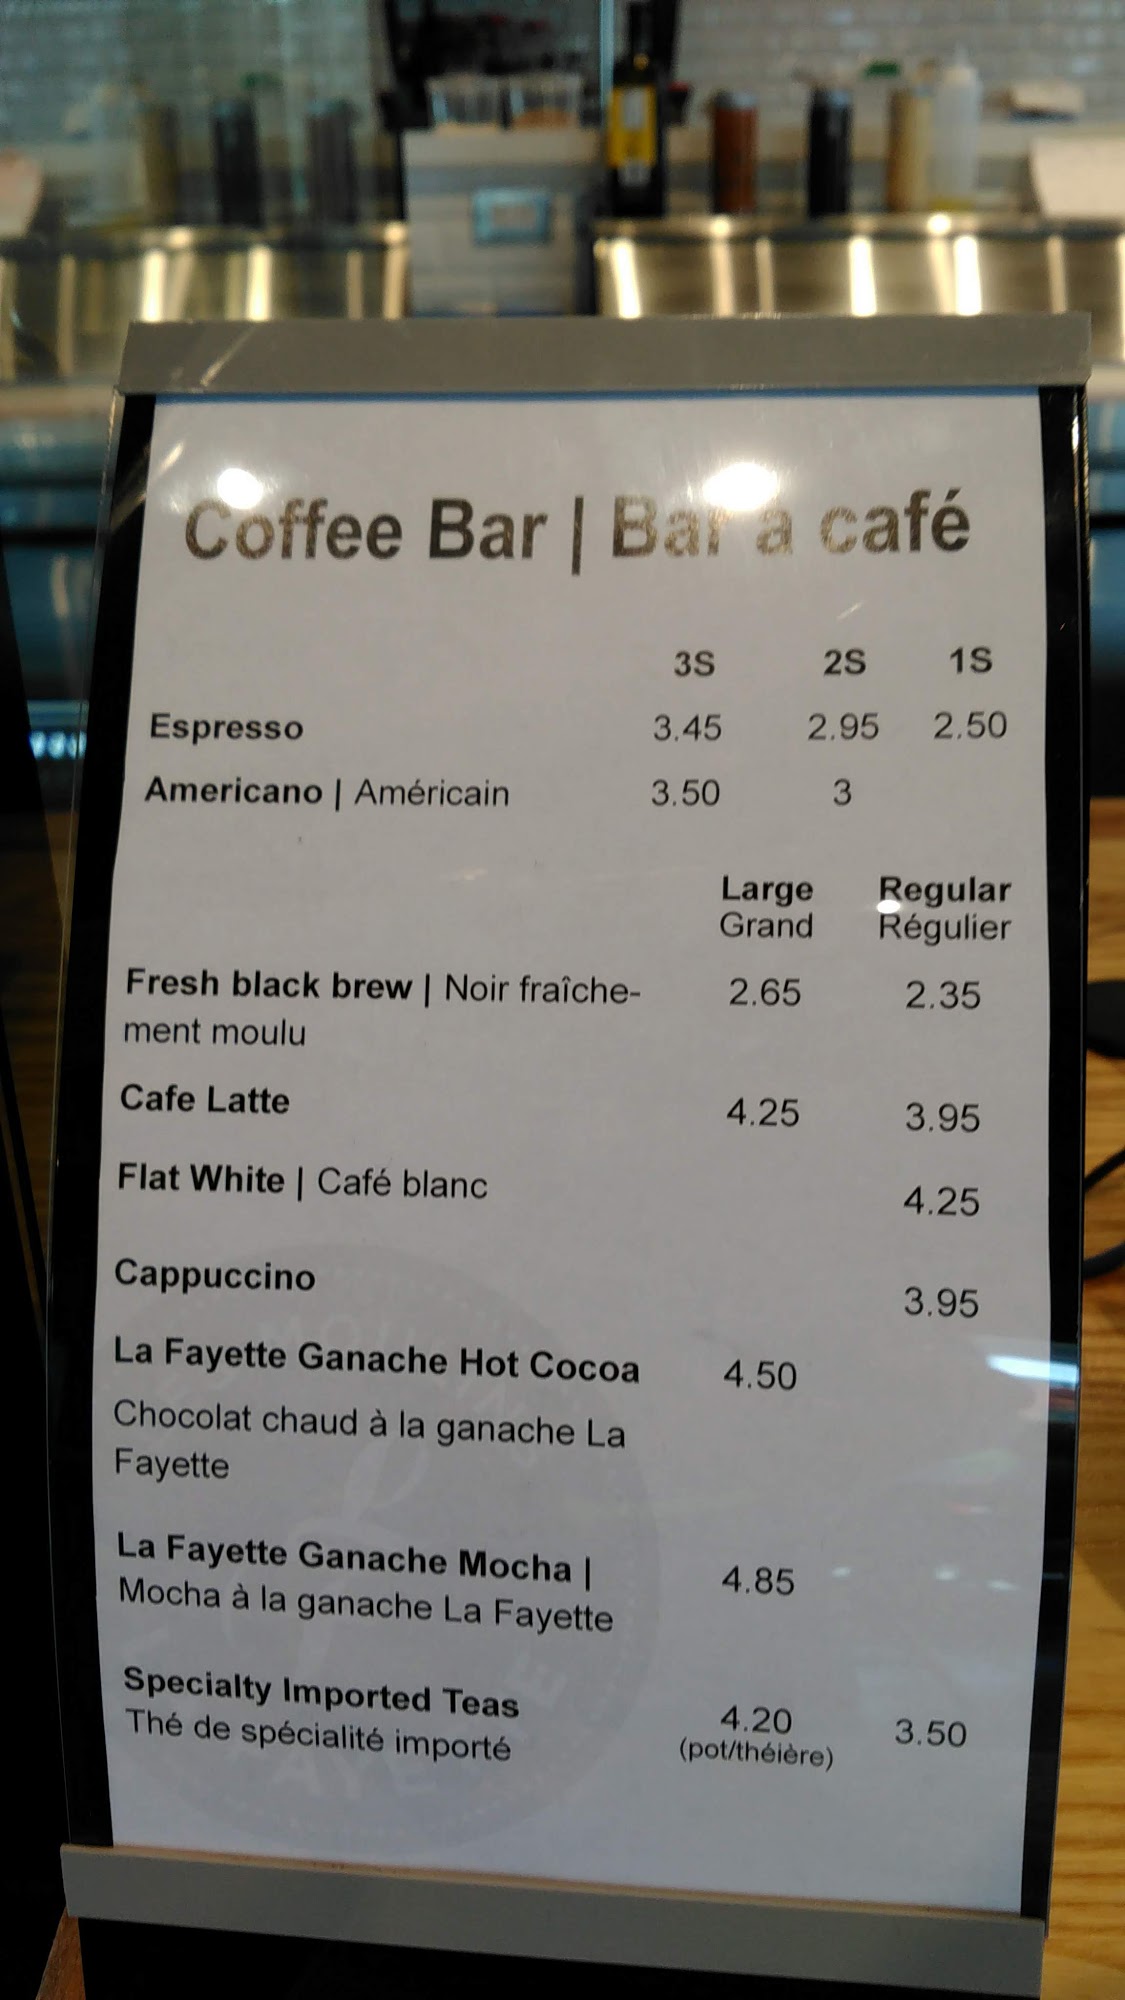 Coffee Bar | Bar a café
3S 2S 1S
Espresso 3.45 2.95 2.50
Americano | Américain 3.50 3
Large Regular
Grand Régulier
Fresh black brew | Noir fraîche- 2.65 2.35
ment moulu
Cafe Latte 4.25 3.95
Flat White | Café blanc 4.25
Cappuccino 3.95
La Fayette Ganache Hot Cocoa 4.50
Chocolat chaud à la ganache La
Fayette
La Fayette Ganache Mocha | 4.85
Mocha à la ganache La Fayette
Specialty Imported Teas 4.20 3.50
Thé de spécialité importé (pot/théière)